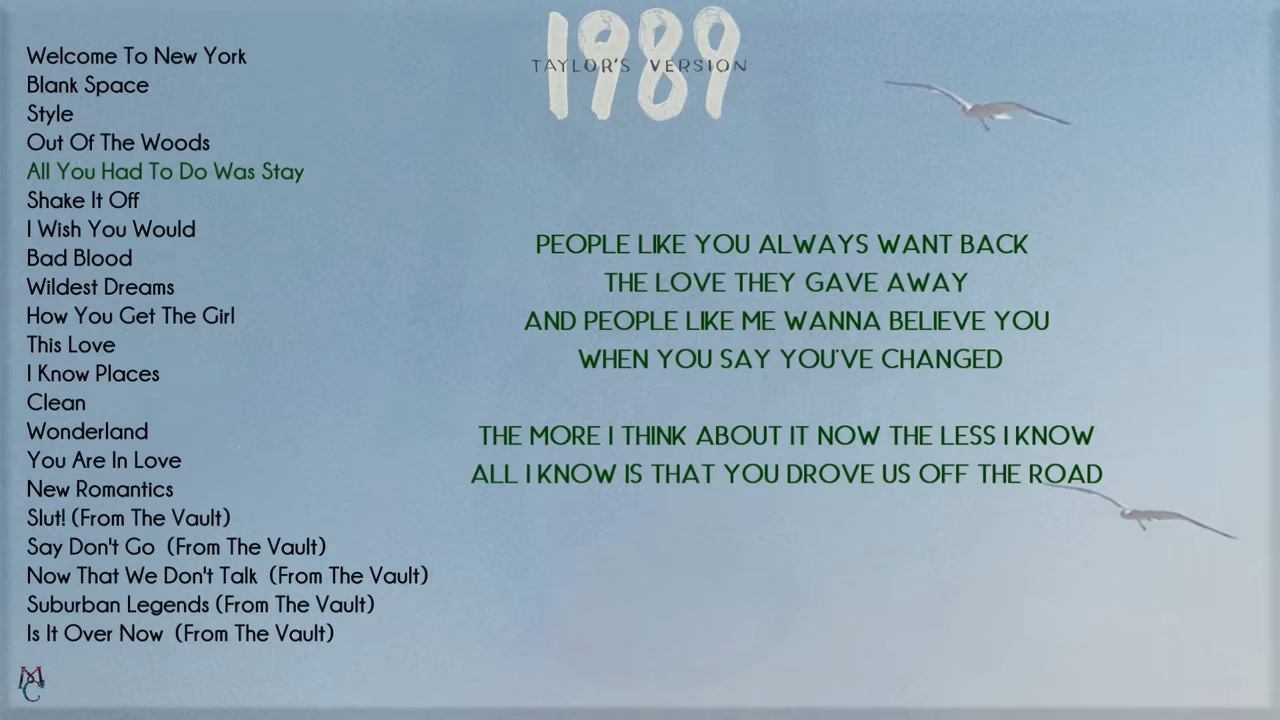 1989
TAYLOR'S VERSION
Welcome To New York
Blank Space
Style
Out Of The Woods
All You Had To Do Was Stay
Shake It Off
I Wish You Would
Bad Blood
Wildest Dreams
How You Get The Girl
This Love
I Know Places
Clean
Wonderland
You Are In Love
New Romantics
Slut! (From The Vault)
Say Don't Go (From The Vault)
Now That We Don't Talk (From The Vault)
Suburban Legends (From The Vault)
Is It Over Now (From The Vault)
PEOPLE LIKE YOU ALWAYS WANT BACK
THE LOVE THEY GAVE AWAY
AND PEOPLE LIKE ME WANNA BELIEVE YOU
WHEN YOU SAY YOU'VE CHANGED
THE MORE I THINK ABOUT IT NOW THE LESS I KNOW
ALL I KNOW IS THAT YOU DROVE US OFF THE ROAD
MC